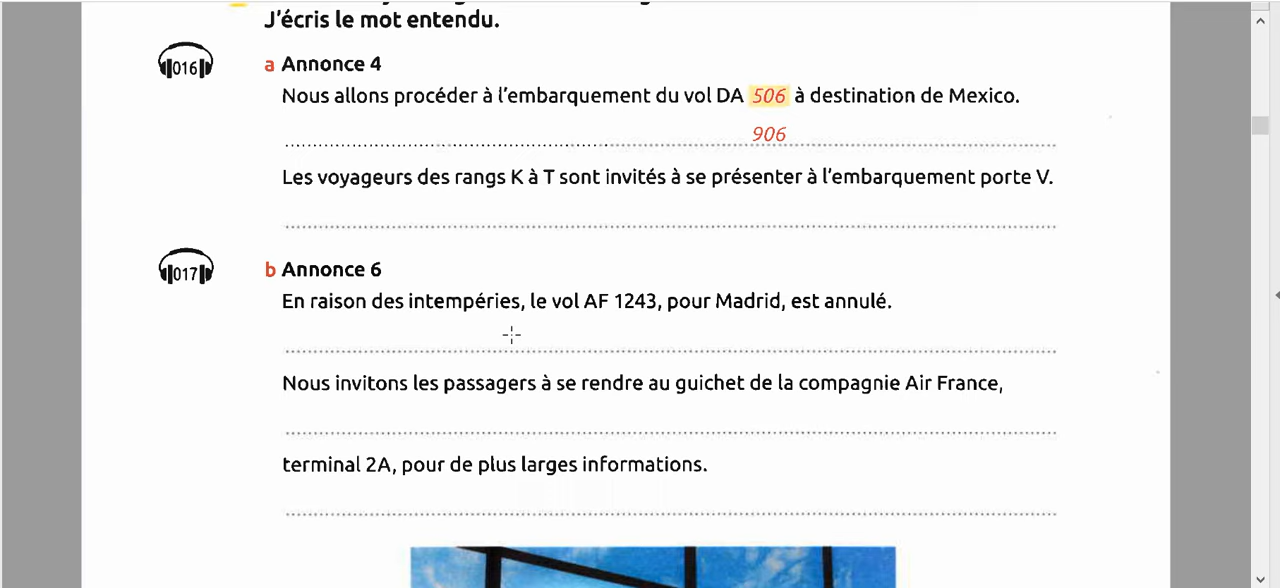 J'écris le mot entendu.
016
a Annonce 4
Nous allons procéder à l'embarquement du vol DA 506 à destination de Mexico.
906
Les voyageurs des rangs K à T sont invités à se présenter à l'embarquement porte V.
017
b Annonce 6
En raison des intempéries, le vol AF 1243, pour Madrid, est annulé.
Nous invitons les passagers à se rendre au guichet de la compagnie Air France,
terminal 2A, pour de plus larges informations.